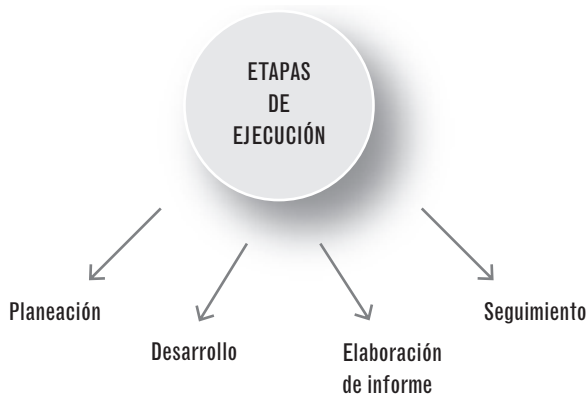 ETAPAS
DE
EJECUCIÓN
Planeación
Desarrollo
Elaboración
de informe
Seguimiento